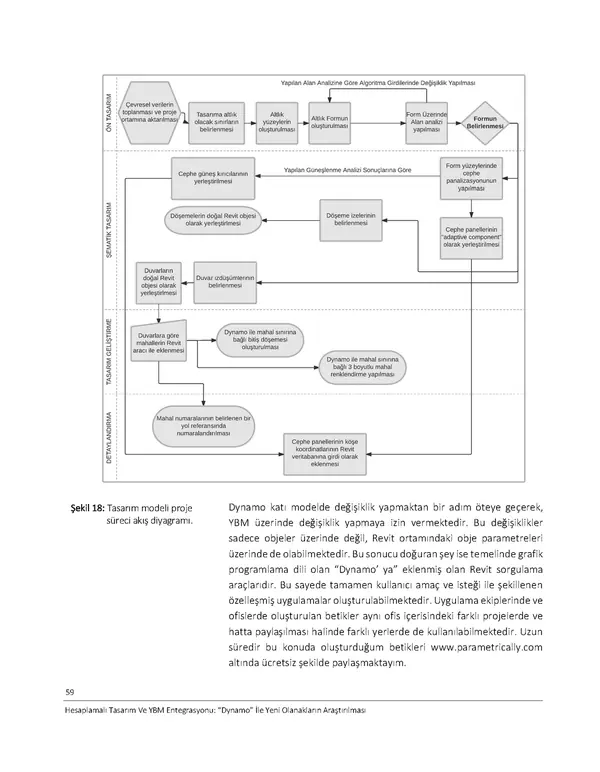 Yapılan Alan Analizine Göre Algoritma Girdilerinde Değişiklik Yapılması
ÖN TASARIM
Çevresel verilerin
toplanması ve proje
ortamına aktarılması
Tasarıma altlık
olacak sınırların
belirlenmesi
Altlık
yüzeylerin
oluşturulması
Altlık Formun
oluşturulması
Form Üzerinde
Alan analizi
yapılması
Formun
Belirlenmesi
ŞEMATİK TASARIM
Cephe güneş kırıcılarının
yerleştirilmesi
Yapılan Güneşlenme Analizi Sonuçlarına Göre
Form yüzeylerinde
cephe
panalizasyonunun
yapılması
Döşemelerin doğal Revit objesi
olarak yerleştirmesi
Döşeme izelerinin
belirlenmesi
Cephe panellerinin
"adaptive component"
olarak yerleştirilmesi
Duvarların
doğal Revit
objesi olarak
yerleştirmesi
Duvar izdüşümlerinin
belirlenmesi
TASARIM GELİŞTİRME
Duvarlara göre
mahallerin Revit
aracı ile eklenmesi
Dynamo ile mahal sınırına
bağlı bitiş döşemesi
oluşturulması
Dynamo ile mahal sınırına
bağlı 3 boyutlu mahal
renklendirme yapılması
DETAYLANDIRMA
Mahal numaralarının belirlenen bir
yol referansında
numaralandırılması
Cephe panellerinin köşe
koordinatlarının Revit
veritabanına girdi olarak
eklenmesi
Şekil 18: Tasarım modeli proje
süreci akış diyagramı.
Dynamo katı modelde değişiklik yapmaktan bir adım öteye geçerek,
YBM üzerinde değişiklik yapmaya izin vermektedir. Bu değişiklikler
sadece objeler üzerinde değil, Revit ortamındaki obje parametreleri
üzerinde de olabilmektedir. Bu sonucu doğuran şey ise temelinde grafik
programlama dili olan “Dynamo’ ya” eklenmiş olan Revit sorgulama
araçlarıdır. Bu sayede tamamen kullanıcı amaç ve isteği ile şekillenen
özelleşmiş uygulamalar oluşturulabilmektedir. Uygulama ekiplerinde ve
ofislerde oluşturulan betikler aynı ofis içerisindeki farklı projelerde ve
hatta paylaşılması halinde farklı yerlerde de kullanılabilmektedir. Uzun
süredir bu konuda oluşturduğum betikleri www.parametrically.com
altında ücretsiz şekilde paylaşmaktayım.
59
Hesaplamalı Tasarım Ve YBM Entegrasyonu: “Dynamo” İle Yeni Olanakların Araştırılması